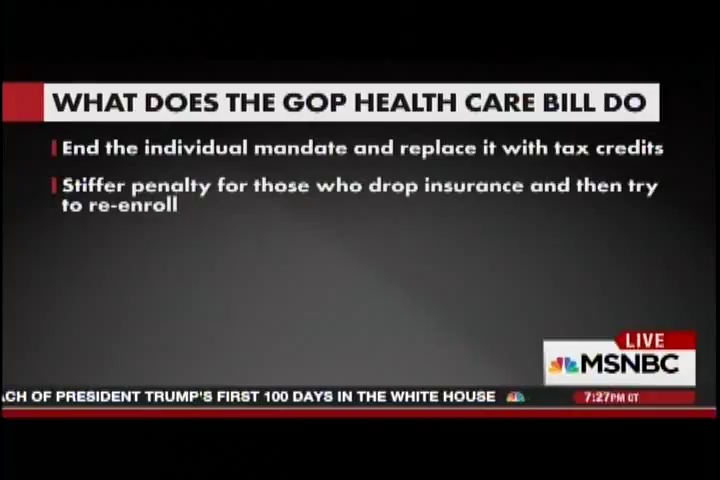 WHAT DOES THE GOP HEALTH CARE BILL DO
End the individual mandate and replace it with tax credits
Stiffer penalty for those who drop insurance and then try
to re-enroll
LIVE
MSNBC
ACH OF PRESIDENT TRUMP'S FIRST 100 DAYS IN THE WHITE HOUSE
7:27PM CT